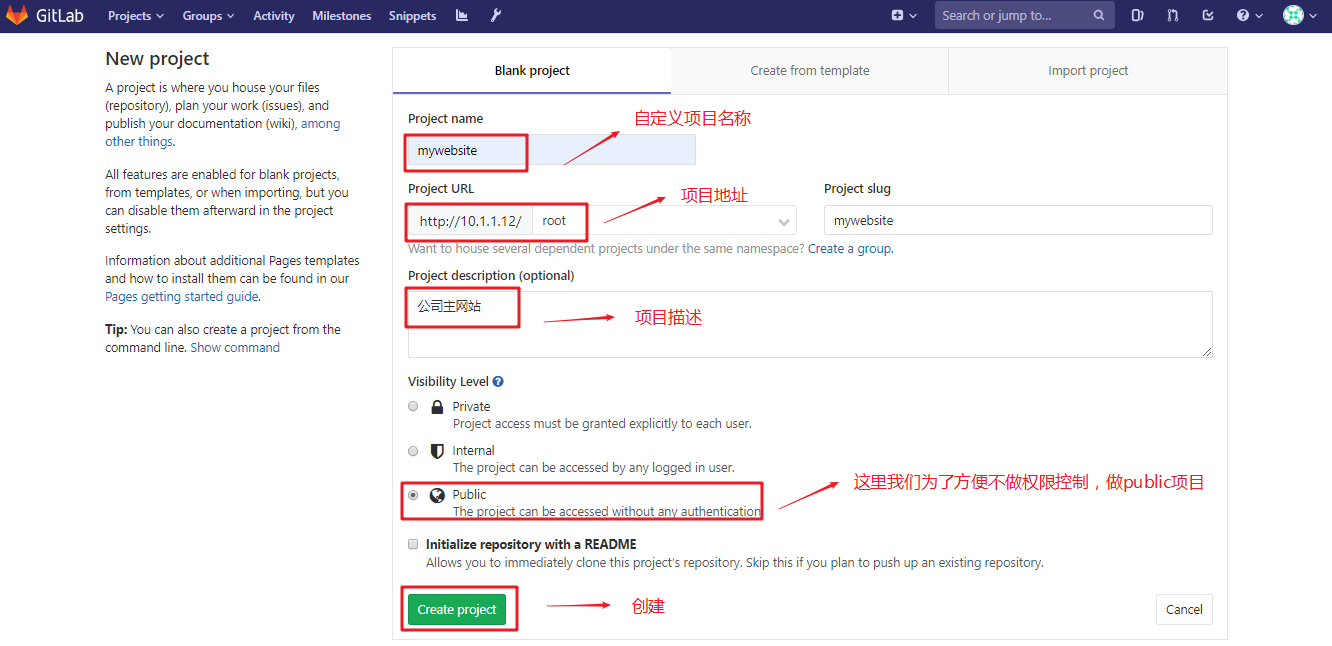 GitLab Projects Groups Activity Milestones Snippets Search or jump to...
New project
A project is where you house your files
(repository), plan your work (issues), and
publish your documentation (wiki), among
other things.
All features are enabled for blank projects,
from templates, or when importing, but you
can disable them afterward in the project
settings.
Information about additional Pages templates
and how to install them can be found in our
Pages getting started guide.
Tip: You can also create a project from the
command line. Show command
Blank project Create from template Import project
Project name
自定义项目名称
mywebsite
Project URL
项目地址
Project slug
http://10.1.1.12/ root
mywebsite
Want to house several dependent projects under the same namespace? Create a group.
Project description (optional)
公司主网站
项目描述
Visibility Level
Private
Project access must be granted explicitly to each user.
Internal
The project can be accessed by any logged in user.
Public
The project can be accessed without any authentication
这里我们为了方便不做权限控制，做public项目
Initialize repository with a README
Allows you to immediately clone this project's repository. Skip this if you plan to push up an existing repository.
Create project
创建
Cancel